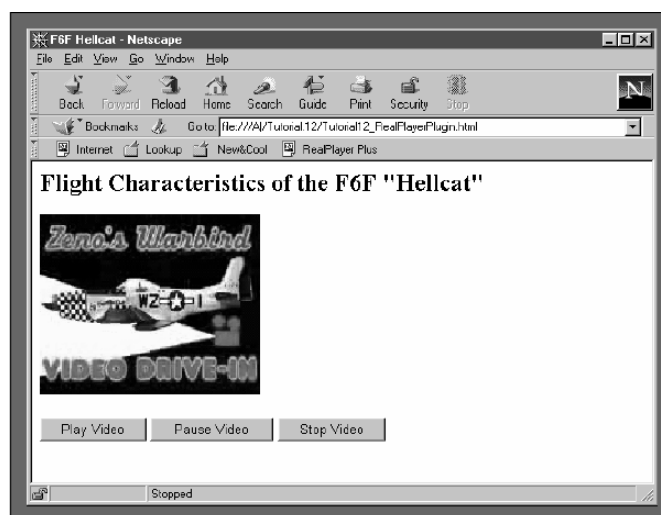 F6F Hellcat - Netscape
File Edit View Go Window Help
Back Forward Reload Home Search Guide Print Security Stop
N
Bookmarks Go to: file:///A|/Tutorial.12/Tutorial12_RealPlayerPlugin.html
Internet Lookup New&Cool RealPlayer Plus
Flight Characteristics of the F6F "Hellcat"
Zeno's Warbird
WZ I
VIDEO DRIVE-IN
Play Video Pause Video Stop Video
Stopped